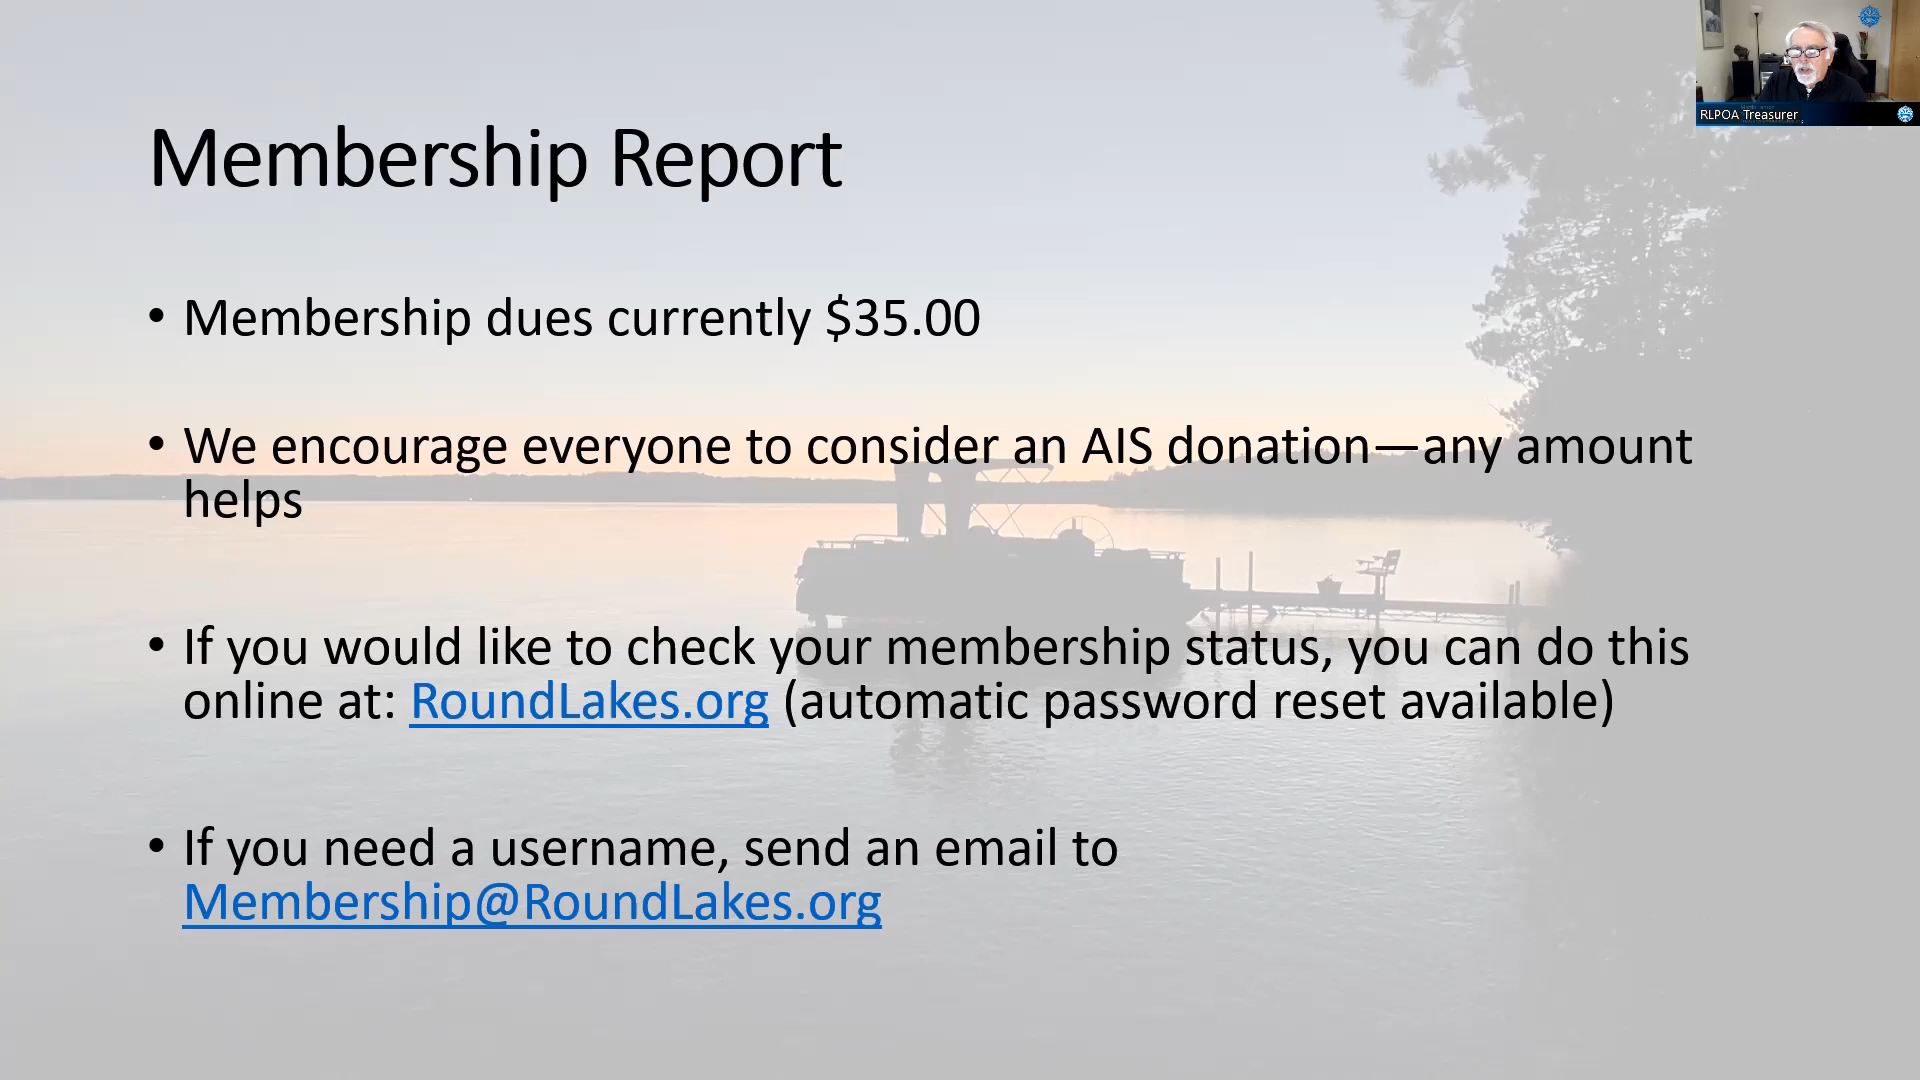 RLPOA Treasurer
Membership Report
• Membership dues currently $35.00
• We encourage everyone to consider an AIS donation—any amount
helps
• If you would like to check your membership status, you can do this
online at: RoundLakes.org (automatic password reset available)
• If you need a username, send an email to
Membership@RoundLakes.org